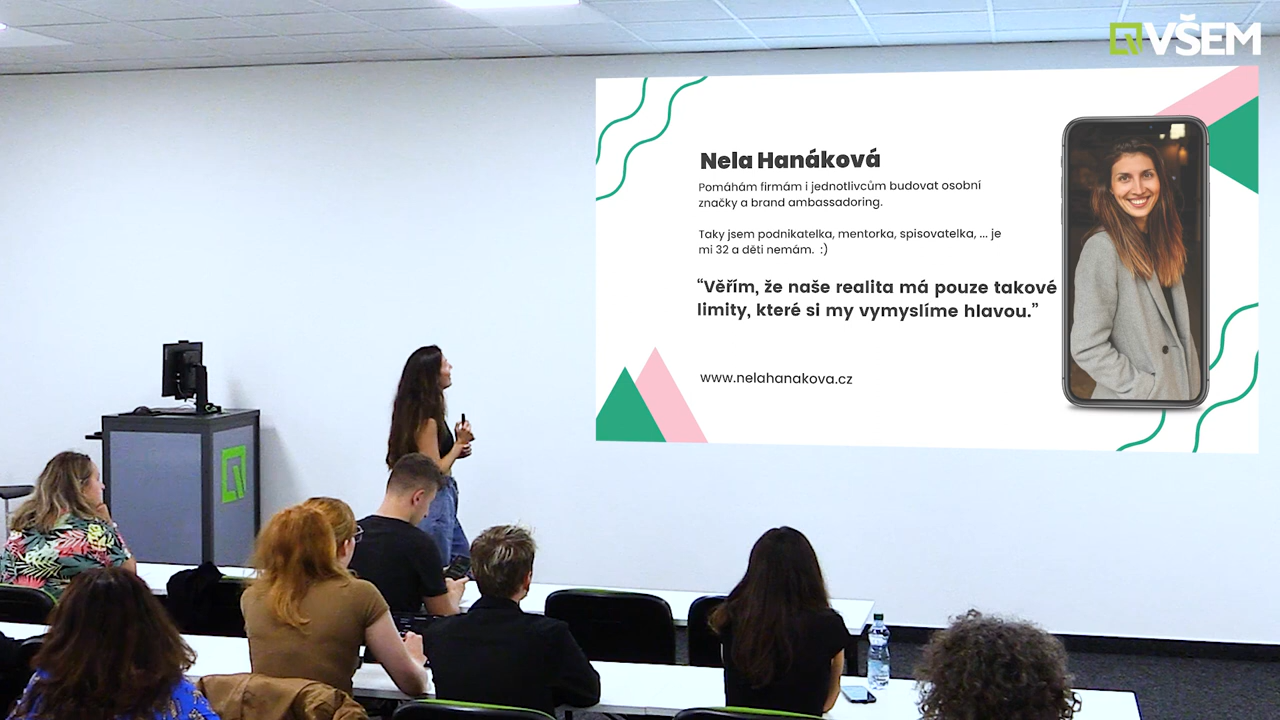 VŠEM
Nela Hanáková
Pomáhám firmám i jednotlivcům budovat osobní
značky a brand ambassadoring.
Taky jsem podnikatelka, mentorka, spisovatelka, ... je
mi 32 a děti nemám. :)
“Věřím, že naše realita má pouze takové
limity, které si my vymyslíme hlavou.”
www.nelahanakova.cz